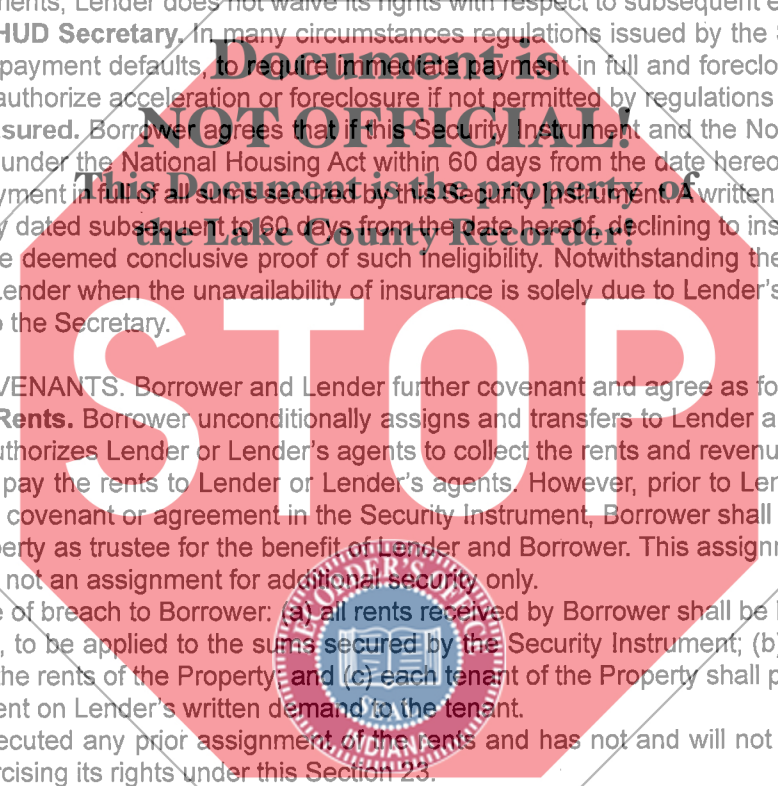 ments, Lender does not waive its rights with respect to subsequent e
HUD Secretary. In many circumstances regulations issued by the
payment defaults, to require immediate payment in full and foreclo
authorize acceleration or foreclosure if not permitted by regulations
sured. Borrower agrees that if this Security Instrument and the No
under the National Housing Act within 60 days from the date hereo
yment in full of all sums secured by this Security Instrument. A written
y dated subsequent to 60 days from the date hereof, declining to ins
e deemed conclusive proof of such ineligibility. Notwithstanding the
ender when the unavailability of insurance is solely due to Lender's
o the Secretary.
Document is
NOT OFFICIAL!
This Document is the property of
the Lake County Recorder!
STOP
VENANTS. Borrower and Lender further covenant and agree as fo
Rents. Borrower unconditionally assigns and transfers to Lender a
uthorizes Lender or Lender's agents to collect the rents and revenu
pay the rents to Lender or Lender's agents. However, prior to Len
covenant or agreement in the Security Instrument, Borrower shall
perty as trustee for the benefit of Lender and Borrower. This assignm
not an assignment for additional security only.
e of breach to Borrower: (a) all rents received by Borrower shall be
, to be applied to the sums secured by the Security Instrument; (b)
the rents of the Property; and (c) each tenant of the Property shall p
ent on Lender's written demand to the tenant.
ecuted any prior assignment of the rents and has not and will not
rcising its rights under this Section 23.
RECORDER'S OFFICE
SEAL
INDIANA